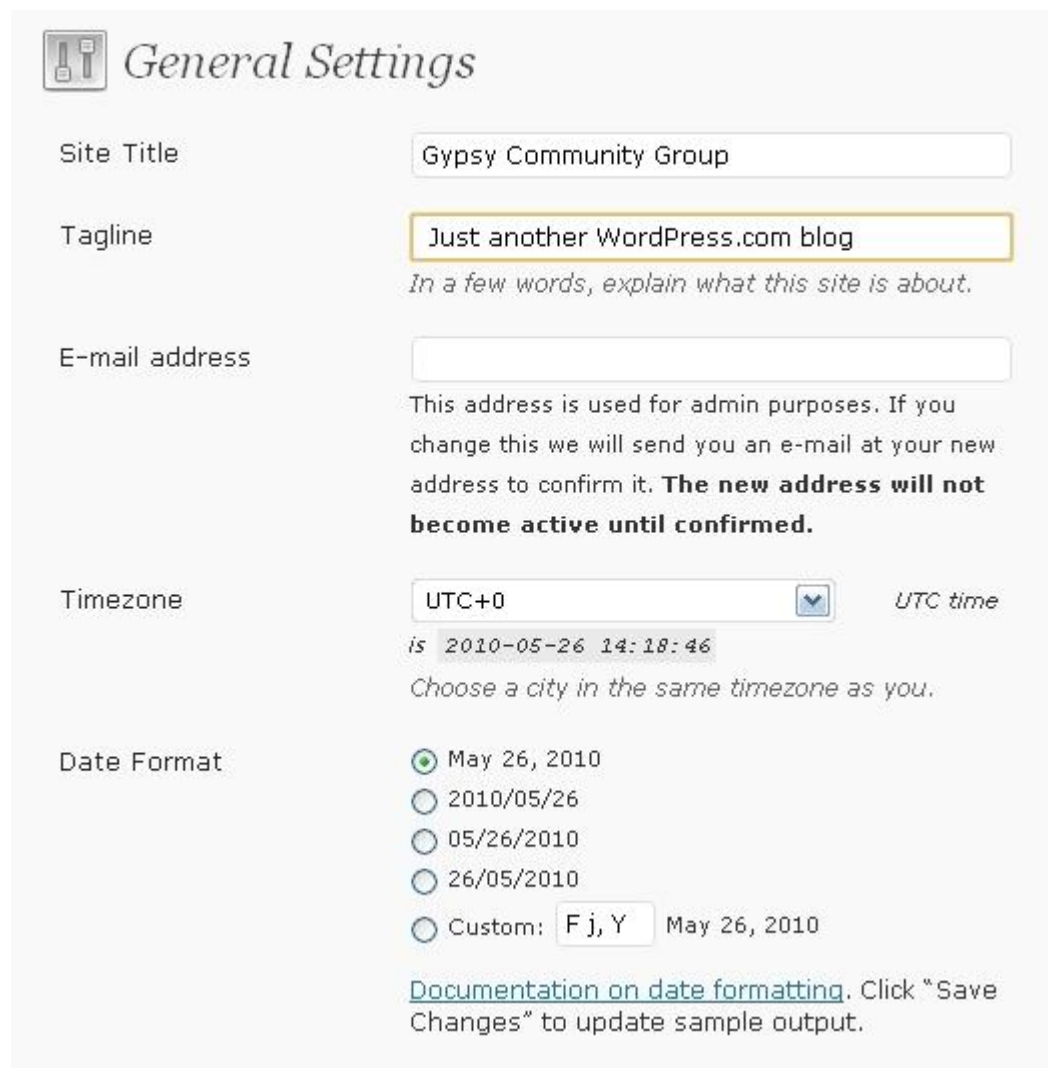 General Settings
Site Title
Gypsy Community Group
Tagline
Just another WordPress.com blog
In a few words, explain what this site is about.
E-mail address
This address is used for admin purposes. If you
change this we will send you an e-mail at your new
address to confirm it. The new address will not
become active until confirmed.
Timezone
UTC+0
UTC time
is 2010-05-26 14:18:46
Choose a city in the same timezone as you.
Date Format
May 26, 2010
2010/05/26
05/26/2010
26/05/2010
Custom: F j, Y May 26, 2010
Documentation on date formatting. Click “Save
Changes” to update sample output.